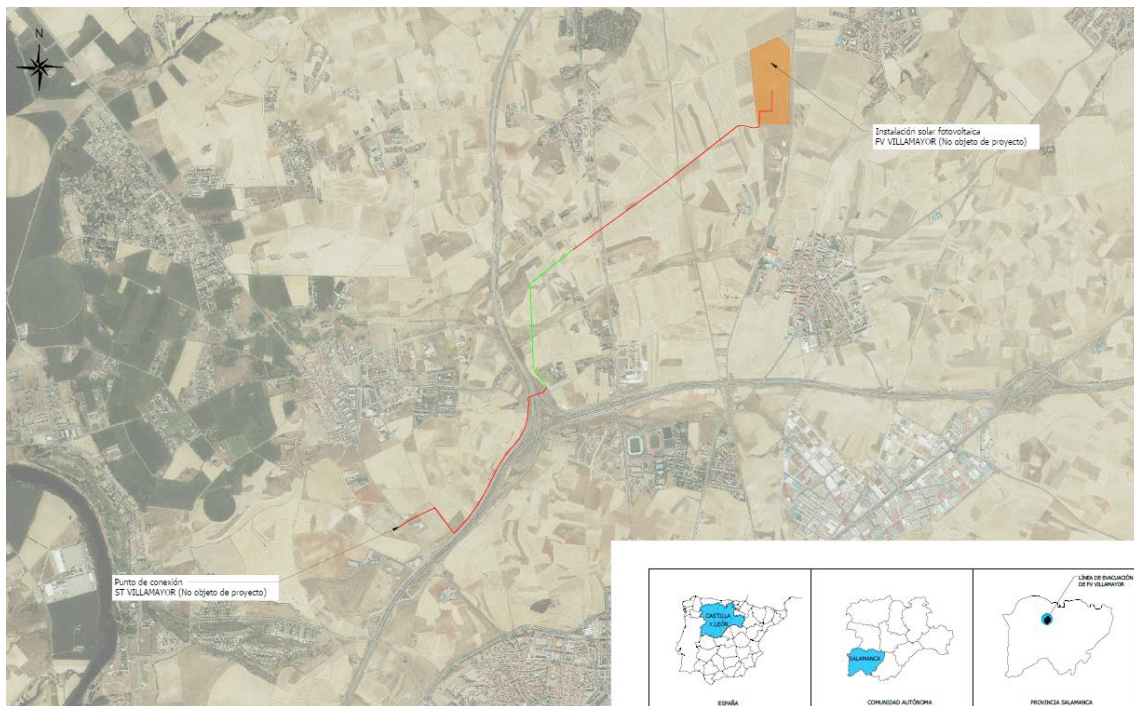 N
Instalación solar fotovoltaica
FV VILLAMAYOR (No objeto de proyecto)
Punto de conexión
ST VILLAMAYOR (No objeto de proyecto)
LÍNEA DE EVACUACIÓN
DE FV VILLAMAYOR
CASTILLA
Y LEÓN
SALAMANCA
ESPAÑA
COMUNIDAD AUTÓNOMA
PROVINCIA SALAMANCA